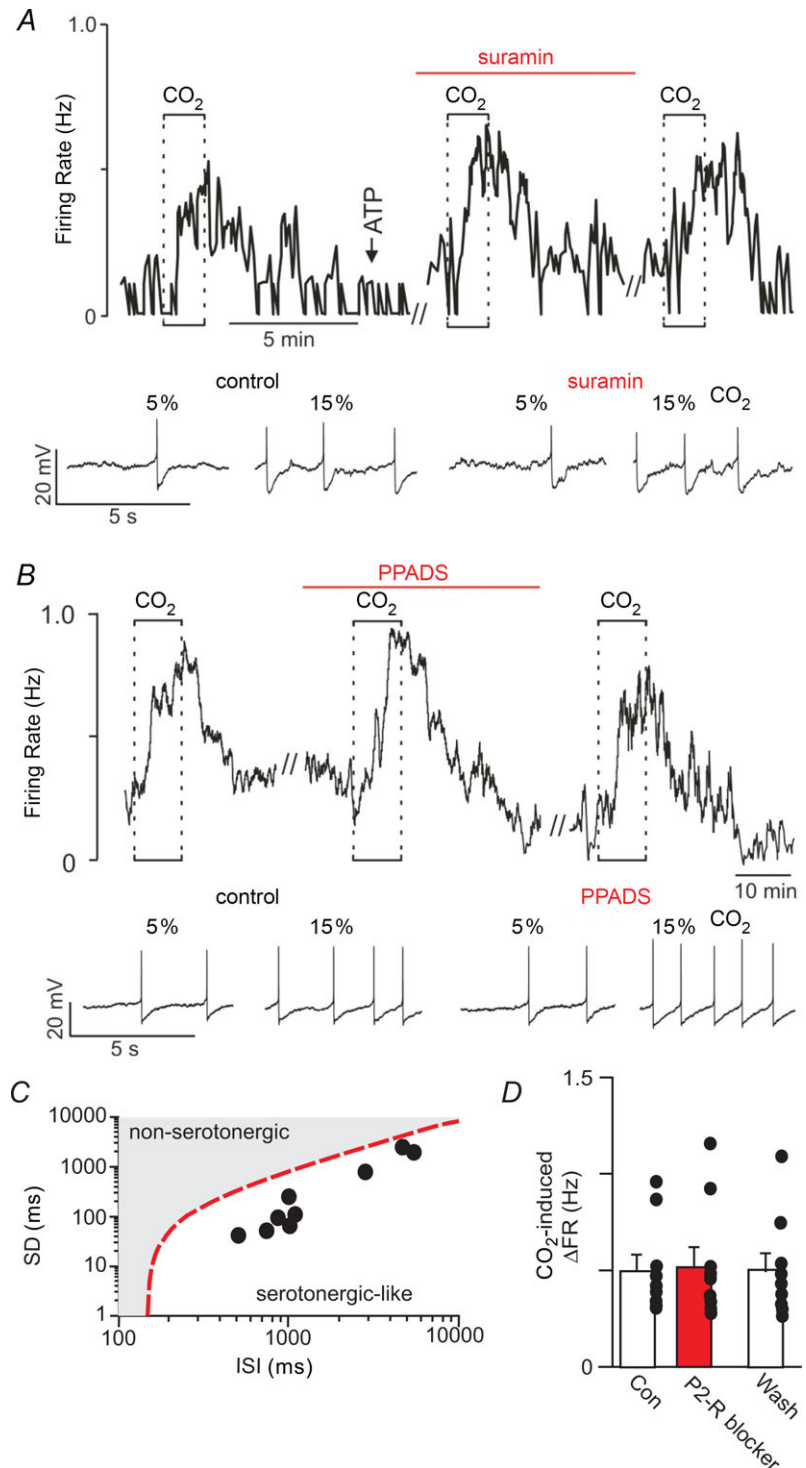 A
1.0
suramin
CO2
CO2
CO2
Firing Rate (Hz)
ATP
0
//
//
5 min
control
suramin
5%
15%
5%
15%
CO2
20 mV
5 s
B
PPADS
1.0
CO2
CO2
CO2
Firing Rate (Hz)
//
//
0
10 min
control
PPADS
5%
15%
5%
15%
CO2
20 mV
5 s
C
10000
non-serotonergic
1000
SD (ms)
100
10
serotonergic-like
1
100
1000
10000
ISI (ms)
D
1.5
CO2-induced
ΔFR (Hz)
0
Con
P2-R blocker
Wash